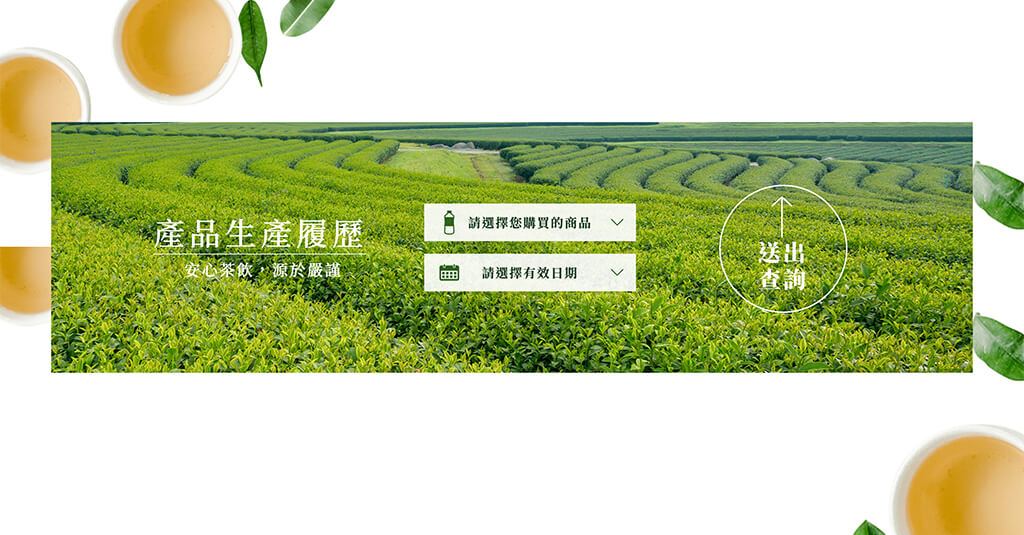 產品生產履歷
安心茶飲，源於嚴謹
請選擇您購買的商品
請選擇有效日期
送出
查詢